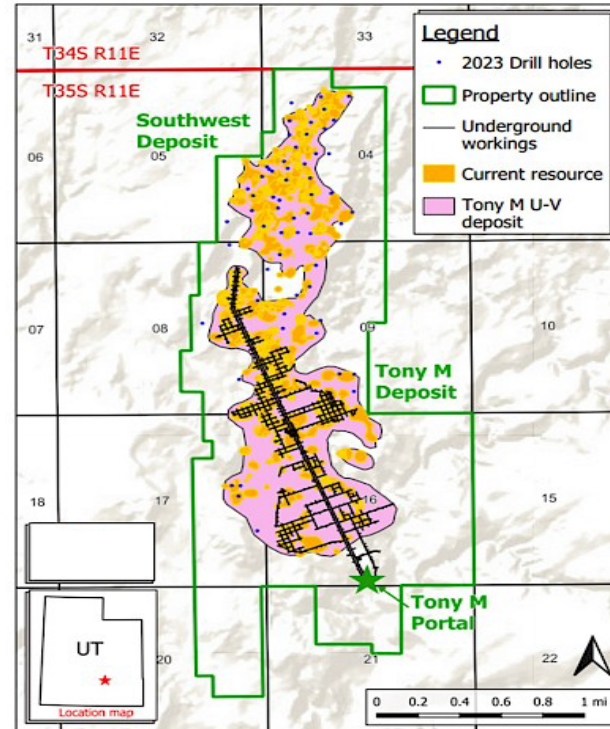 31
32
33
T34S R11E
T35S R11E
Legend
2023 Drill holes
Property outline
Underground
workings
Current resource
Tony M U-V
deposit
Southwest
Deposit
06
05
04
07
08
09
10
Tony M
Deposit
18
17
16
15
Tony M
Portal
20
21
22
UT
Location map
0 0.2 0.4 0.6 0.8 1 mi